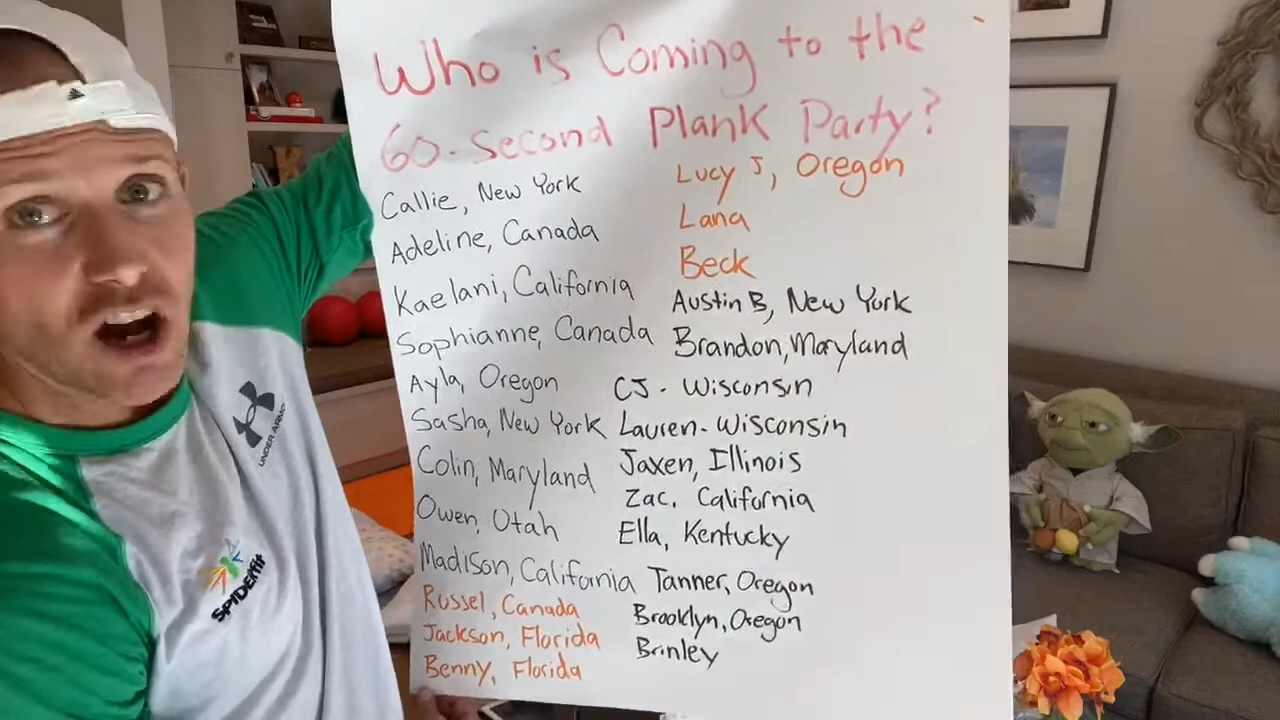 Who is Coming to the
60-Second Plank Party?
Callie, New York
Adeline, Canada
Kaelani, California
Sophianne, Canada
Ayla, Oregon
Sasha, New York
Colin, Maryland
Owen, Utah
Madison, California
Russel, Canada
Jackson, Florida
Benny, Florida
Lucy J, Oregon
Lana
Beck
Austin B, New York
Brandon, Maryland
CJ - Wisconsin
Lauren - Wisconsin
Jaxen, Illinois
Zac, California
Ella, Kentucky
Tanner, Oregon
Brooklyn, Oregon
Brinley
UNDER ARMOUR
SPIDERfit